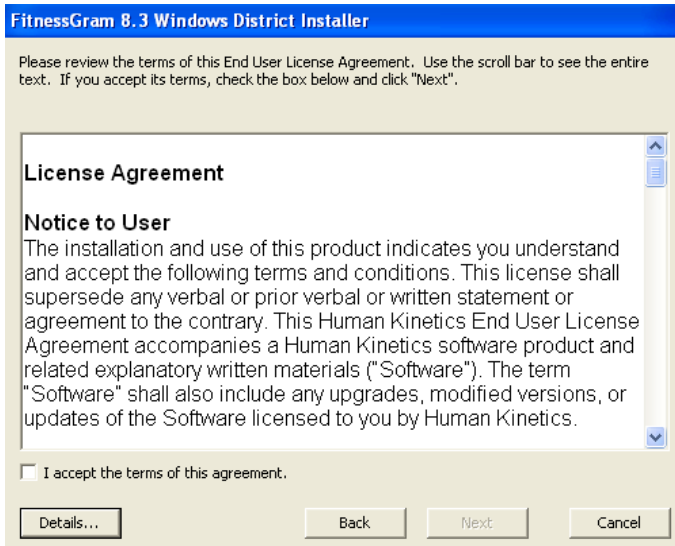 FitnessGram 8.3 Windows District Installer
Please review the terms of this End User License Agreement. Use the scroll bar to see the entire
text. If you accept its terms, check the box below and click "Next".
License Agreement
Notice to User
The installation and use of this product indicates you understand
and accept the following terms and conditions. This license shall
supersede any verbal or prior verbal or written statement or
agreement to the contrary. This Human Kinetics End User License
Agreement accompanies a Human Kinetics software product and
related explanatory written materials ("Software"). The term
"Software" shall also include any upgrades, modified versions, or
updates of the Software licensed to you by Human Kinetics.
I accept the terms of this agreement.
Details... Back Next Cancel